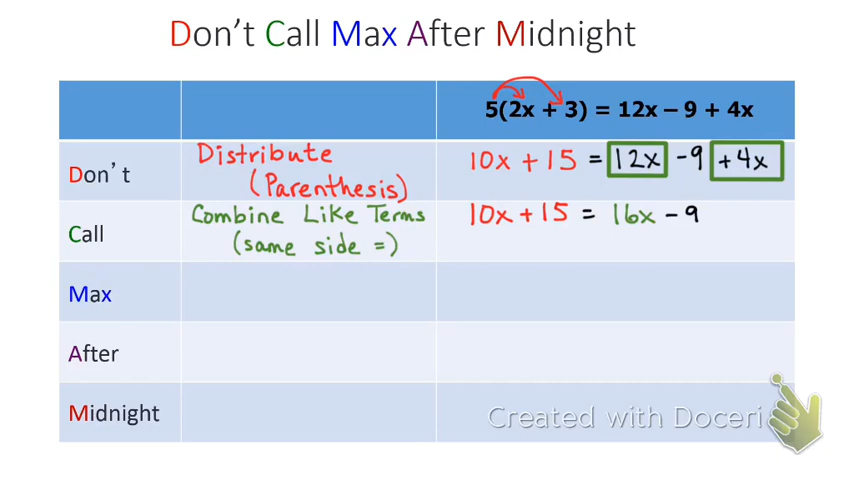 Don't Call Max After Midnight
5(2x + 3) = 12x – 9 + 4x
Don't
Distribute
(Parenthesis)
10x + 15 = 12x - 9 + 4x
Call
Combine Like Terms
(same side =)
10x + 15 = 16x - 9
Max
After
Midnight
Created with Doceri